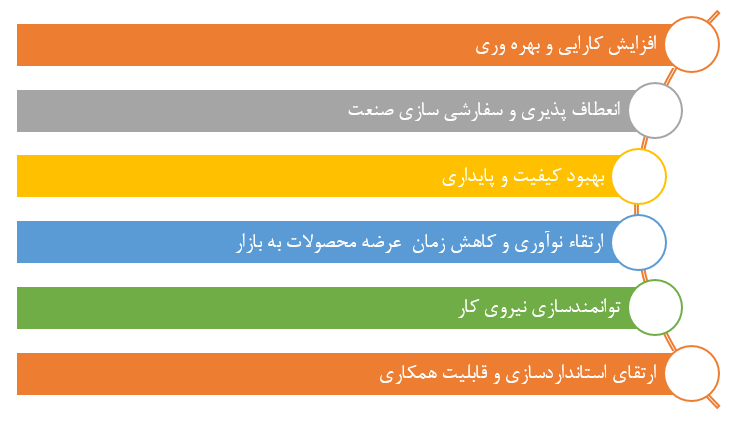 افزایش کارایی و بهره وری
انعطاف پذیری و سفارشی سازی صنعت
بهبود کیفیت و پایداری
ارتقاء نوآوری و کاهش زمان  عرضه محصولات به بازار
توانمندسازی نیروی کار
ارتقای استانداردسازی و قابلیت همکاری